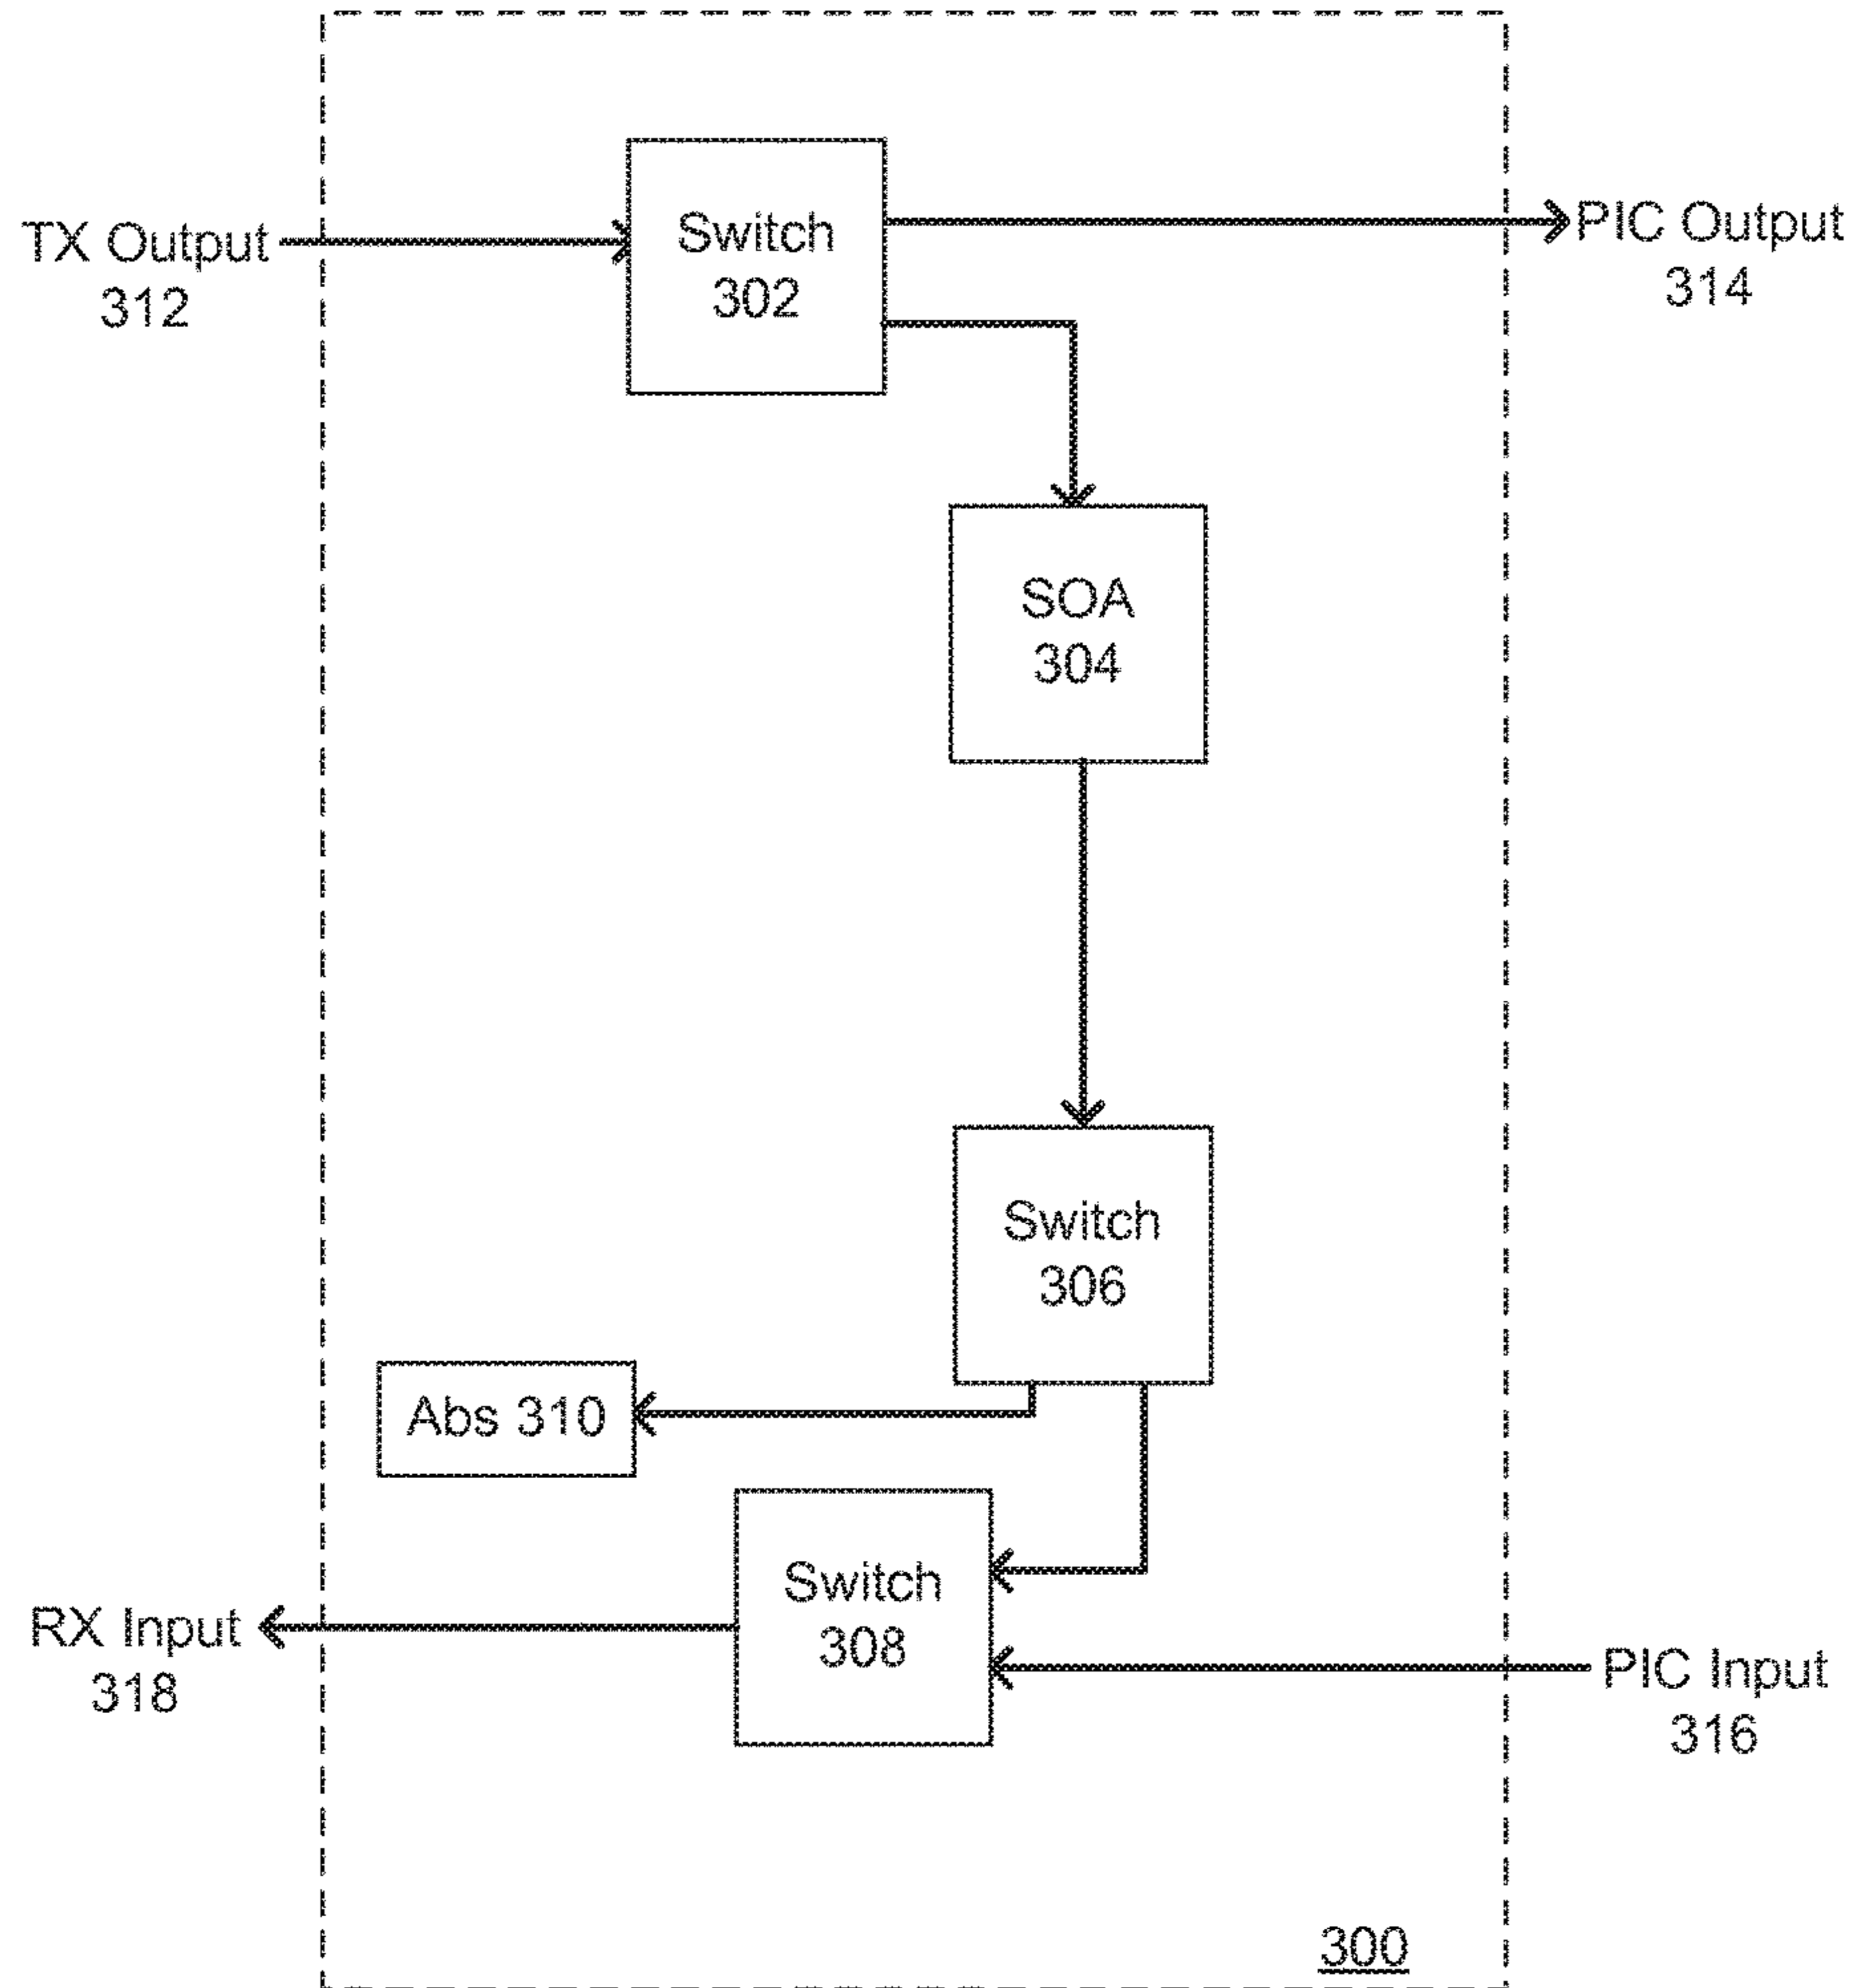 TX Output
312
Switch
302
PIC Output
314
SOA
304
Switch
306
Abs 310
Switch
308
RX Input
318
PIC Input
316
300